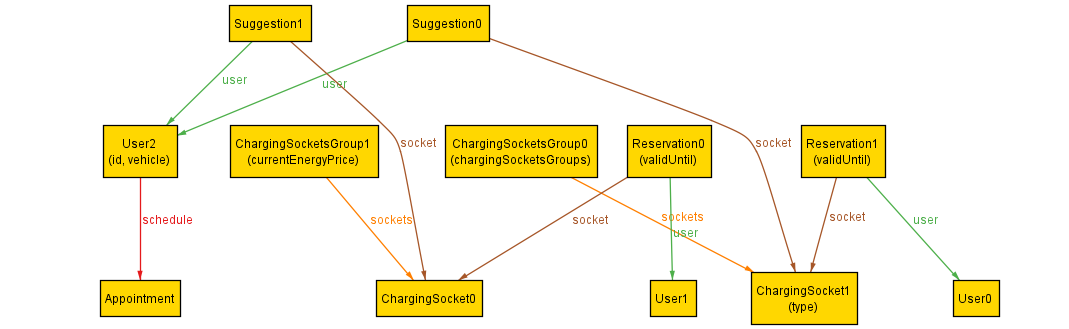 Suggestion1
Suggestion0
user
user
User2
(id, vehicle)
ChargingSocketsGroup1
(currentEnergyPrice)
socket
ChargingSocketsGroup0
(chargingSocketsGroups)
Reservation0
(validUntil)
socket
Reservation1
(validUntil)
schedule
sockets
socket
sockets
user
socket
user
Appointment
ChargingSocket0
User1
ChargingSocket1
(type)
User0